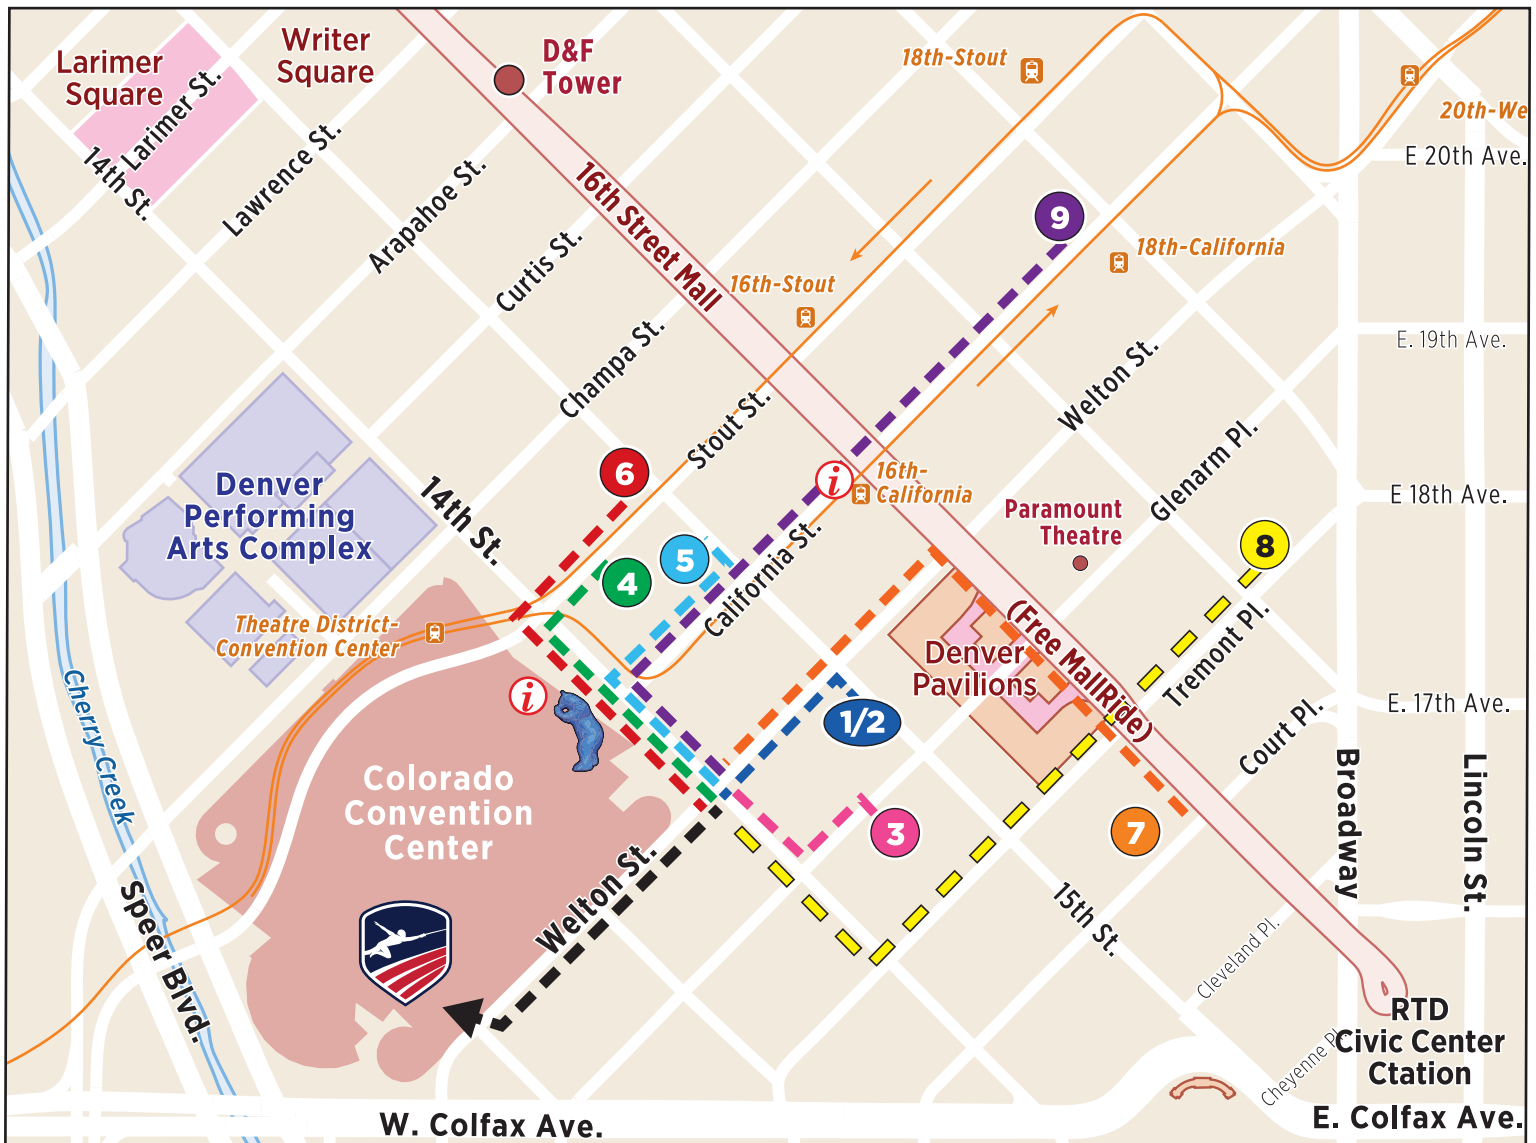 Larimer
Square
Writer
Square
D&F
Tower
18th-Stout
20th-We
E 20th Ave.
Larimer St.
14th St.
Lawrence St.
Arapahoe St.
Curtis St.
Champa St.
Stout St.
16th Street Mall
9
18th-California
16th-Stout
E. 19th Ave.
Welton St.
Glenarm Pl.
6
i
16th-
California
E 18th Ave.
Paramount
Theatre
8
Denver
Performing
Arts Complex
14th St.
5
4
California St.
Theatre District-
Convention Center
(Free MallRide)
Denver
Pavilions
Tremont Pl.
E. 17th Ave.
Court Pl.
i
1/2
Cherry Creek
Colorado
Convention
Center
3
7
Broadway
Lincoln St.
Speer Blvd.
Welton St.
15th St.
Cleveland Pl.
RTD
Civic Center
Ctation
Cheyenne Pl.
W. Colfax Ave.
E. Colfax Ave.